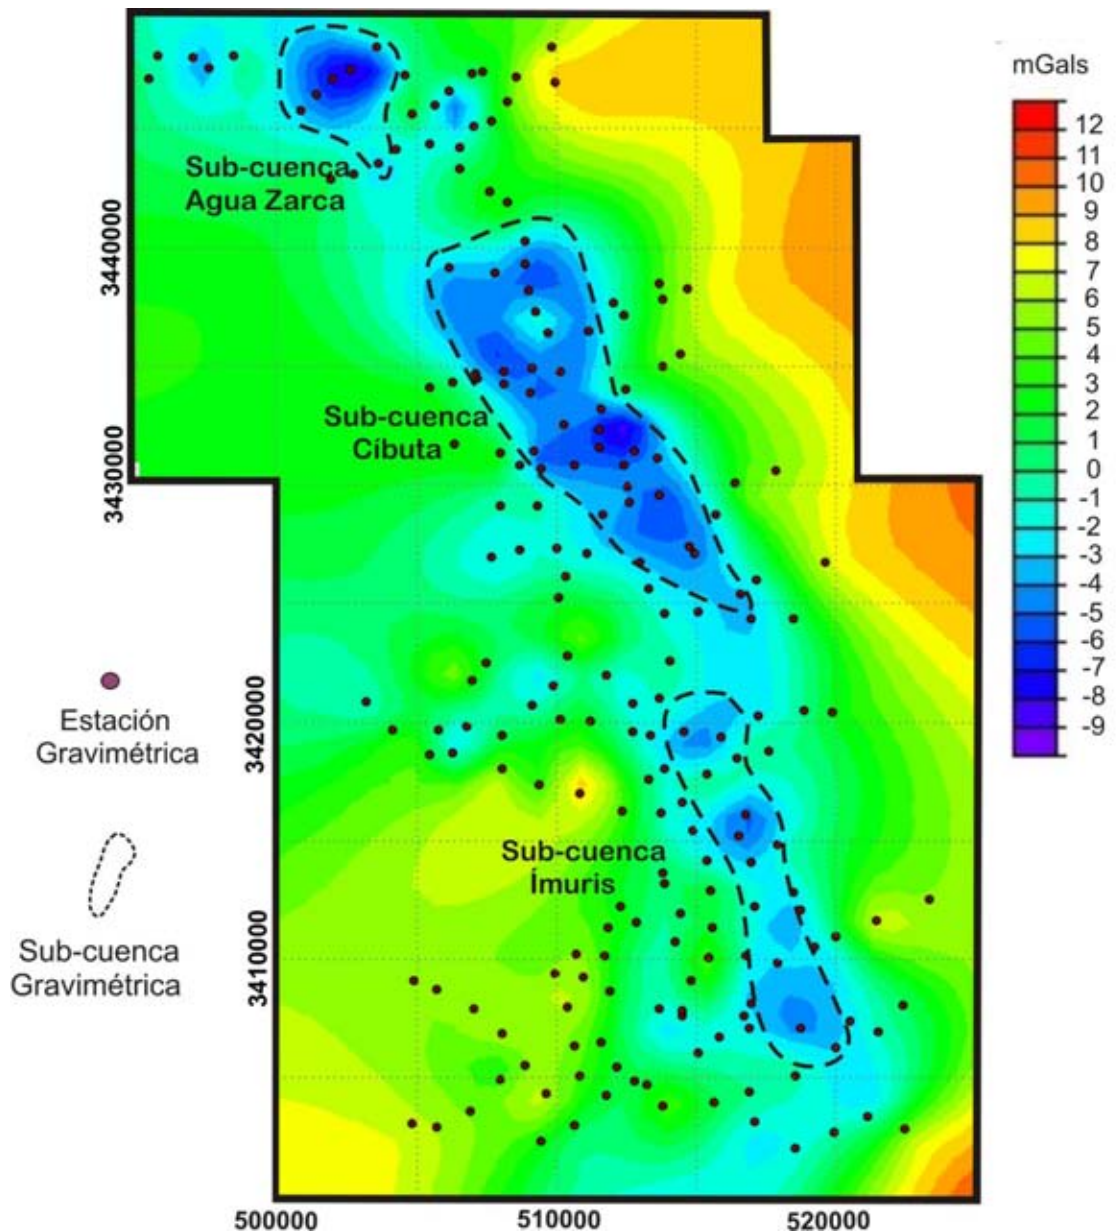 mGals
12
11
10
9
8
7
6
5
4
3
2
1
0
-1
-2
-3
-4
-5
-6
-7
-8
-9
Sub-cuenca
Agua Zarca
Sub-cuenca
Cíbuta
Sub-cuenca
Ímuris
Estación
Gravimétrica
Sub-cuenca
Gravimétrica
3440000
3430000
3420000
3410000
500000
510000
520000